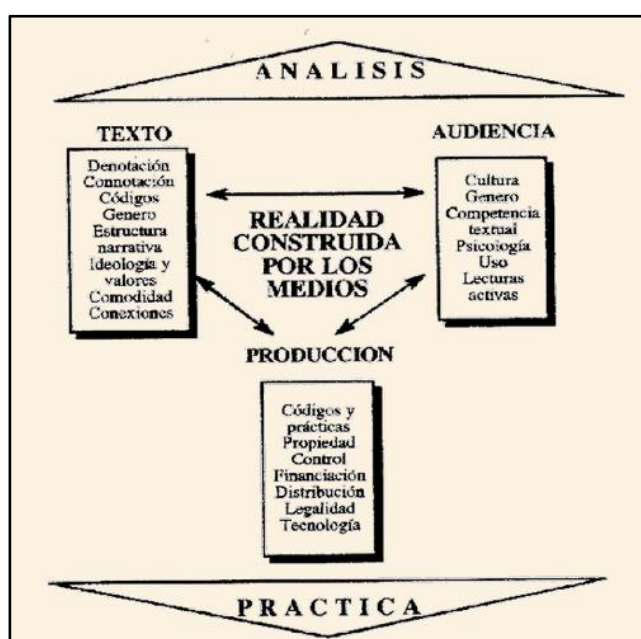 ANALISIS
TEXTO
Denotación
Connotación
Códigos
Genero
Estructura
narrativa
Ideología y
valores
Comodidad
Conexiones
AUDIENCIA
Cultura
Genero
Competencia
textual
Psicología
Uso
Lecturas
activas
REALIDAD
CONSTRUIDA
POR LOS
MEDIOS
PRODUCCION
Códigos y
prácticas
Propiedad
Control
Financiación
Distribución
Legalidad
Tecnología
PRACTICA